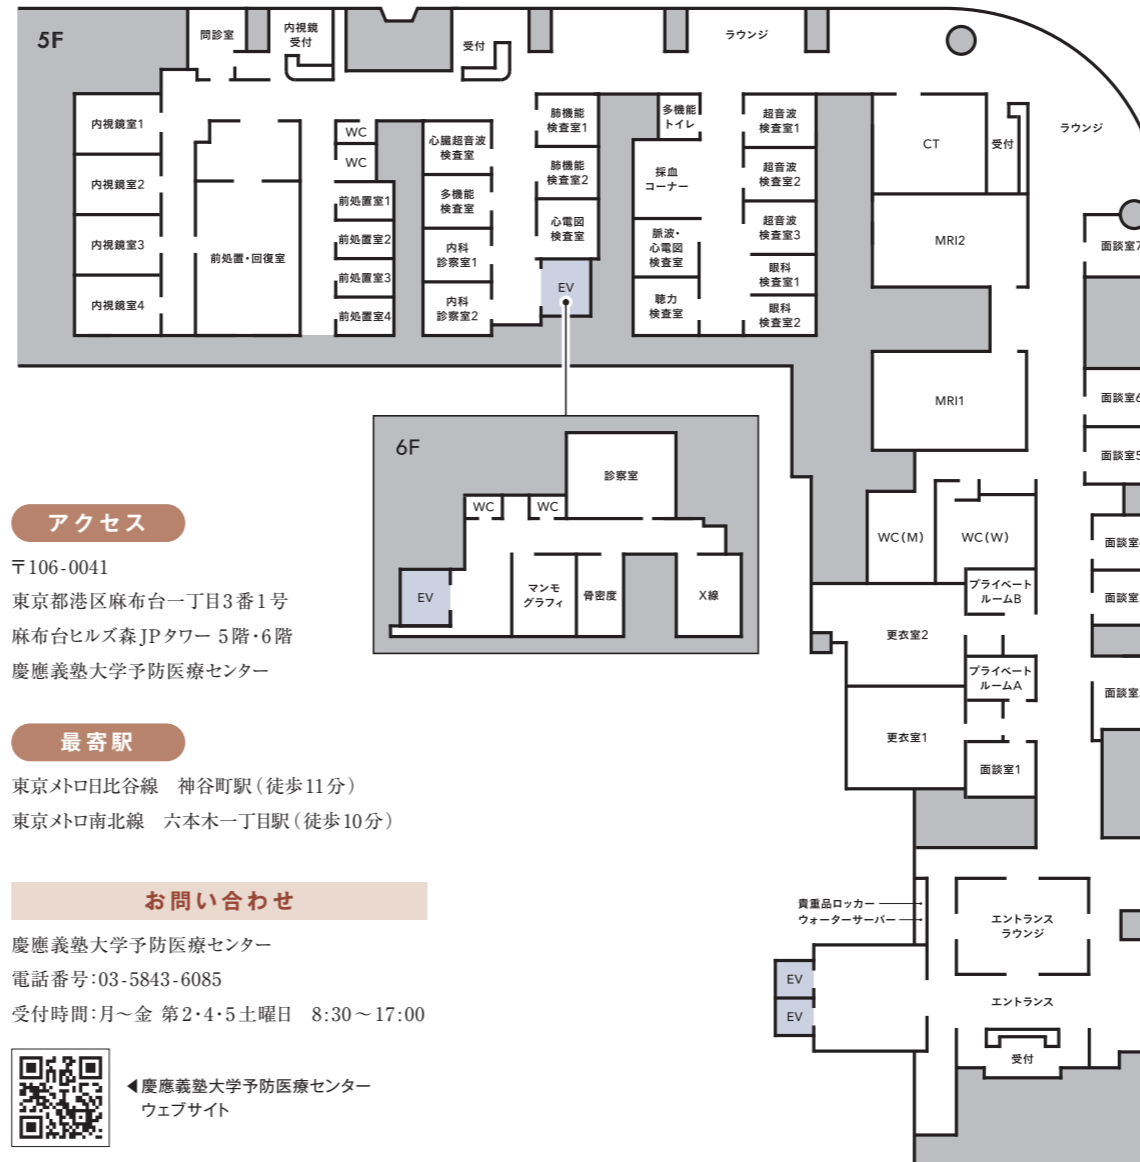 5F
問診室
内視鏡
受付
受付
ラウンジ
ラウンジ
内視鏡室1
内視鏡室2
内視鏡室3
内視鏡室4
前処置・回復室
WC
WC
前処置室1
前処置室2
前処置室3
前処置室4
心臓超音波
検査室
多機能
検査室
内科
診察室1
内科
診察室2
肺機能
検査室1
肺機能
検査室2
心電図
検査室
EV
多機能
トイレ
採血
コーナー
脈波・
心電図
検査室
聴力
検査室
超音波
検査室1
超音波
検査室2
超音波
検査室3
眼科
検査室1
眼科
検査室2
CT
受付
MRI2
MRI1
面談室7
面談室6
面談室5
面談室
面談室
面談室
WC(M)
WC(W)
プライベート
ルームB
更衣室2
プライベート
ルームA
更衣室1
面談室1
貴重品ロッカー
ウォーターサーバー
エントランス
ラウンジ
エントランス
EV
EV
受付
6F
診察室
WC
WC
EV
マンモ
グラフィ
骨密度
X線
アクセス
〒106-0041
東京都港区麻布台一丁目3番1号
麻布台ヒルズ森JPタワー 5階・6階
慶應義塾大学予防医療センター
最寄駅
東京メトロ日比谷線　神谷町駅(徒歩11分)
東京メトロ南北線　六本木一丁目駅(徒歩10分)
お問い合わせ
慶應義塾大学予防医療センター
電話番号:03-5843-6085
受付時間:月〜金 第2・4・5土曜日　8:30〜17:00
◀慶應義塾大学予防医療センター
ウェブサイト